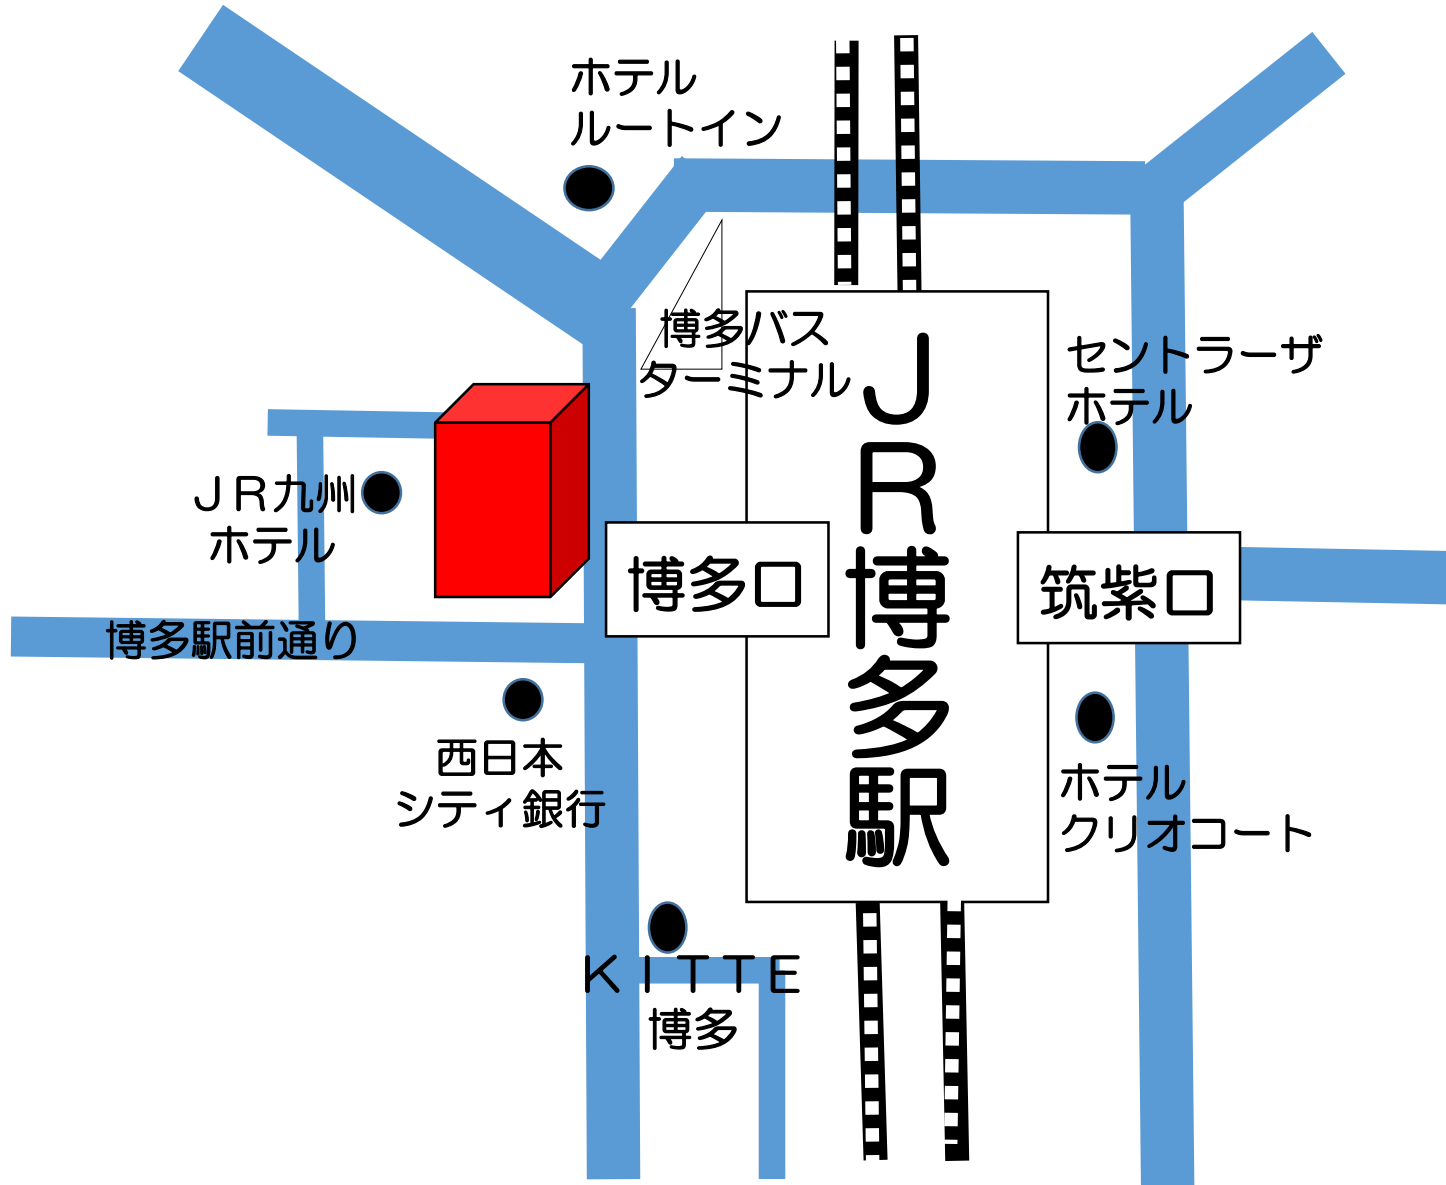 ホテル
ルートイン
博多バス
ターミナル
セントラーザ
ホテル
ＪＲ博多駅
ＪＲ九州
ホテル
博多口
筑紫口
博多駅前通り
西日本
シティ銀行
ホテル
クリオコート
ＫＩＴＴＥ
博多